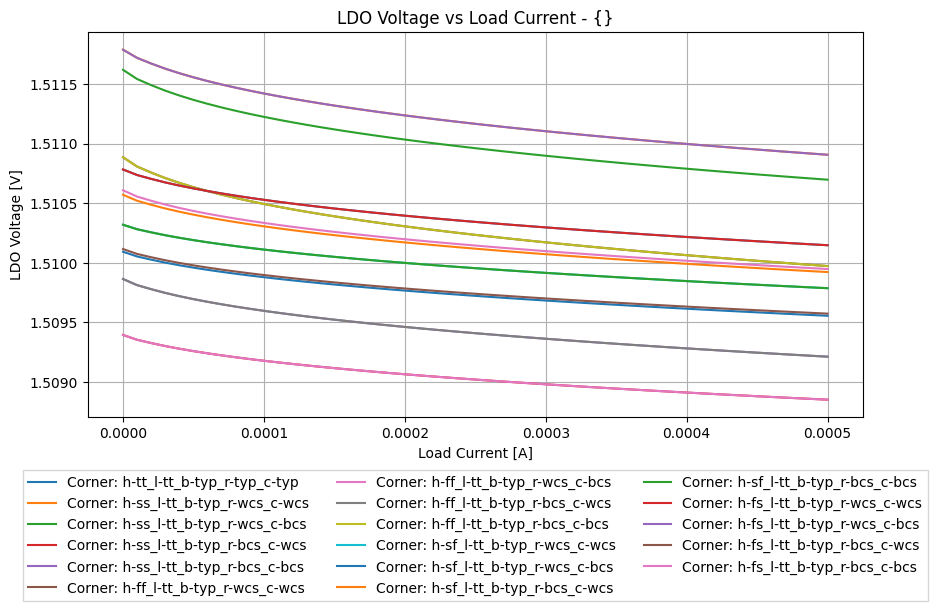 LDO Voltage vs Load Current - {}
LDO Voltage [V]
1.5115
1.5110
1.5105
1.5100
1.5095
1.5090
0.0000 0.0001 0.0002 0.0003 0.0004 0.0005
Load Current [A]
Corner: h-tt_l-tt_b-typ_r-typ_c-typ
Corner: h-ss_l-tt_b-typ_r-wcs_c-wcs
Corner: h-ss_l-tt_b-typ_r-wcs_c-bcs
Corner: h-ss_l-tt_b-typ_r-bcs_c-wcs
Corner: h-ss_l-tt_b-typ_r-bcs_c-bcs
Corner: h-ff_l-tt_b-typ_r-wcs_c-wcs
Corner: h-ff_l-tt_b-typ_r-wcs_c-bcs
Corner: h-ff_l-tt_b-typ_r-bcs_c-wcs
Corner: h-ff_l-tt_b-typ_r-bcs_c-bcs
Corner: h-sf_l-tt_b-typ_r-wcs_c-wcs
Corner: h-sf_l-tt_b-typ_r-wcs_c-bcs
Corner: h-sf_l-tt_b-typ_r-bcs_c-wcs
Corner: h-sf_l-tt_b-typ_r-bcs_c-bcs
Corner: h-fs_l-tt_b-typ_r-wcs_c-wcs
Corner: h-fs_l-tt_b-typ_r-wcs_c-bcs
Corner: h-fs_l-tt_b-typ_r-bcs_c-wcs
Corner: h-fs_l-tt_b-typ_r-bcs_c-bcs